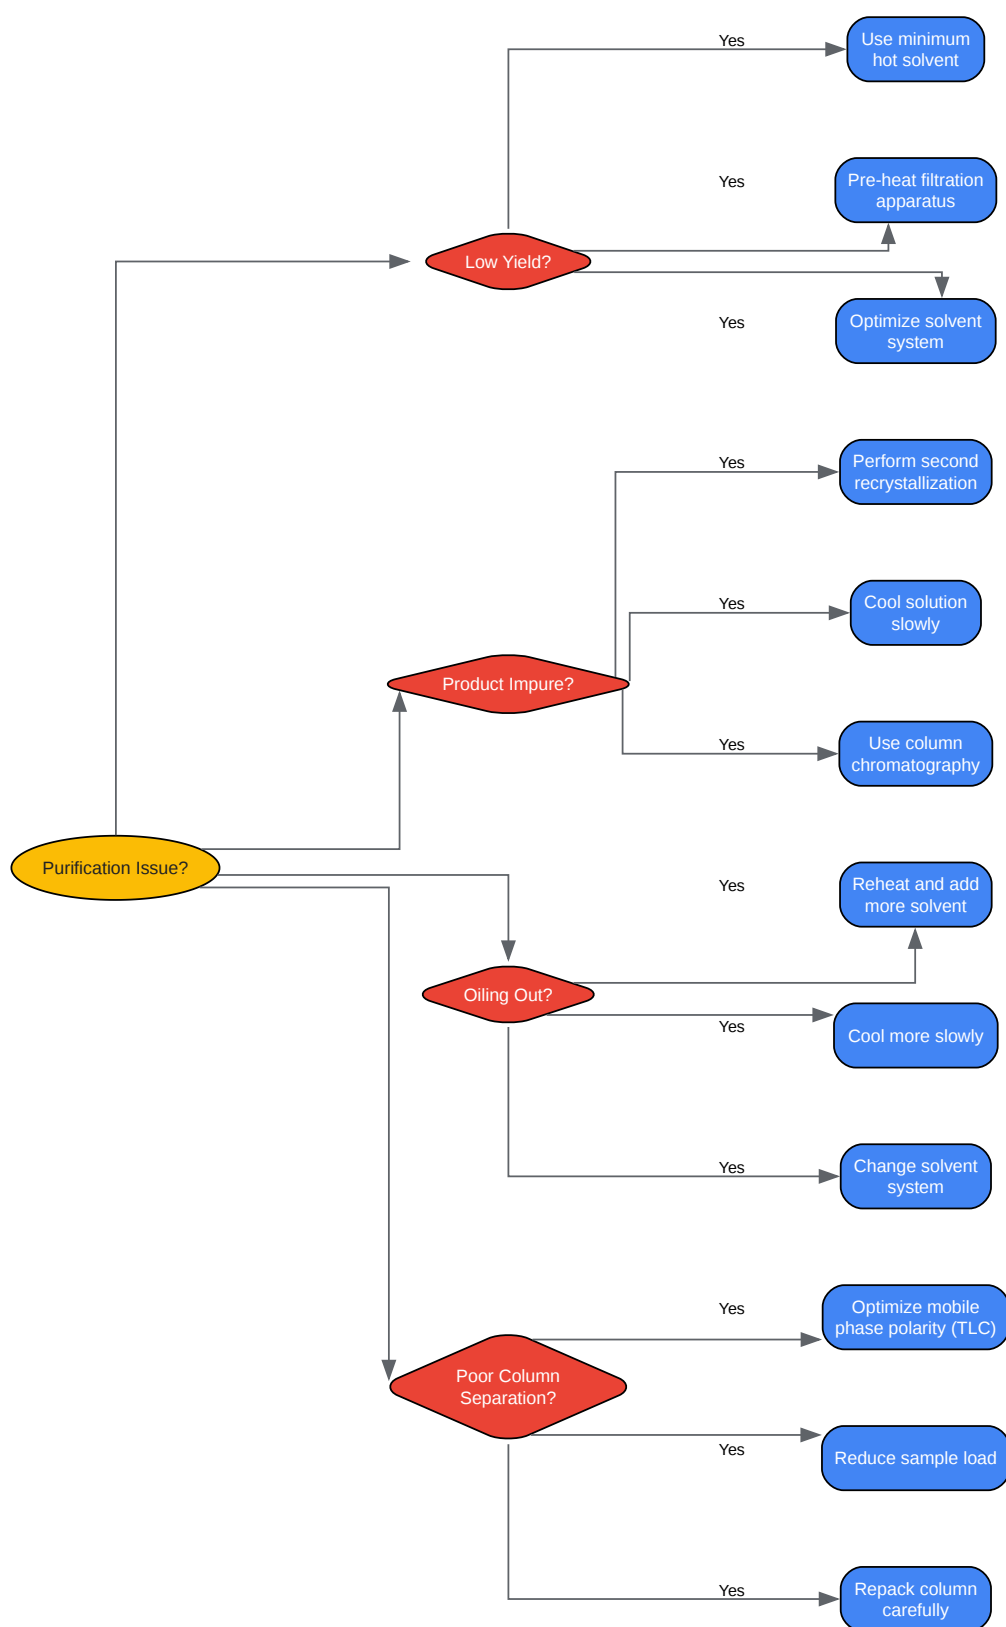 Yes
Use minimum
hot solvent
Yes
Pre-heat filtration
apparatus
Low Yield?
Yes
Optimize solvent
system
Yes
Perform second
recrystallization
Yes
Cool solution
slowly
Product Impure?
Yes
Use column
chromatography
Purification Issue?
Yes
Reheat and add
more solvent
Oiling Out?
Yes
Cool more slowly
Yes
Change solvent
system
Yes
Optimize mobile
phase polarity (TLC)
Poor Column
Separation?
Yes
Reduce sample load
Yes
Repack column
carefully